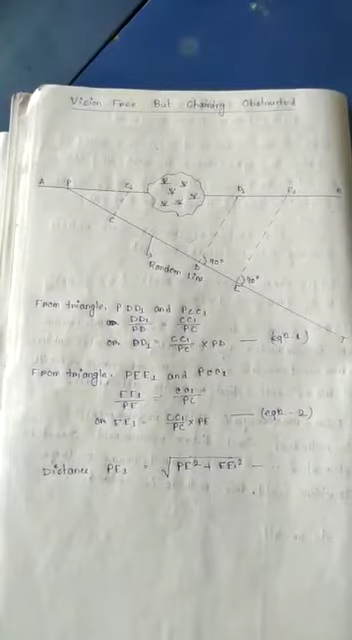 Vision Free But Chaining Obstructed
A P C1 D1 E1 B
C
Random Line D 90°
E 90°
T
From triangle, PDD1 and PCC1
or DD1/PD = CC1/PC
or DD1 = CC1/PC × PD — (eqn 1)
From triangle, PEE1 and PCC1
EE1/PE = CC1/PC
or EE1 = CC1/PC × PE — (eqn - 2)
Distance, PE1 = √PE² + EE1² —